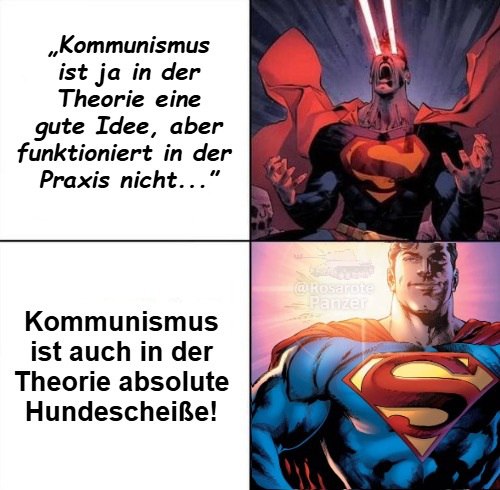 „Kommunismus
ist ja in der
Theorie eine
gute Idee, aber
funktioniert in der
Praxis nicht...”
@Rosarote
Panzer
Kommunismus
ist auch in der
Theorie absolute
Hundescheiße!